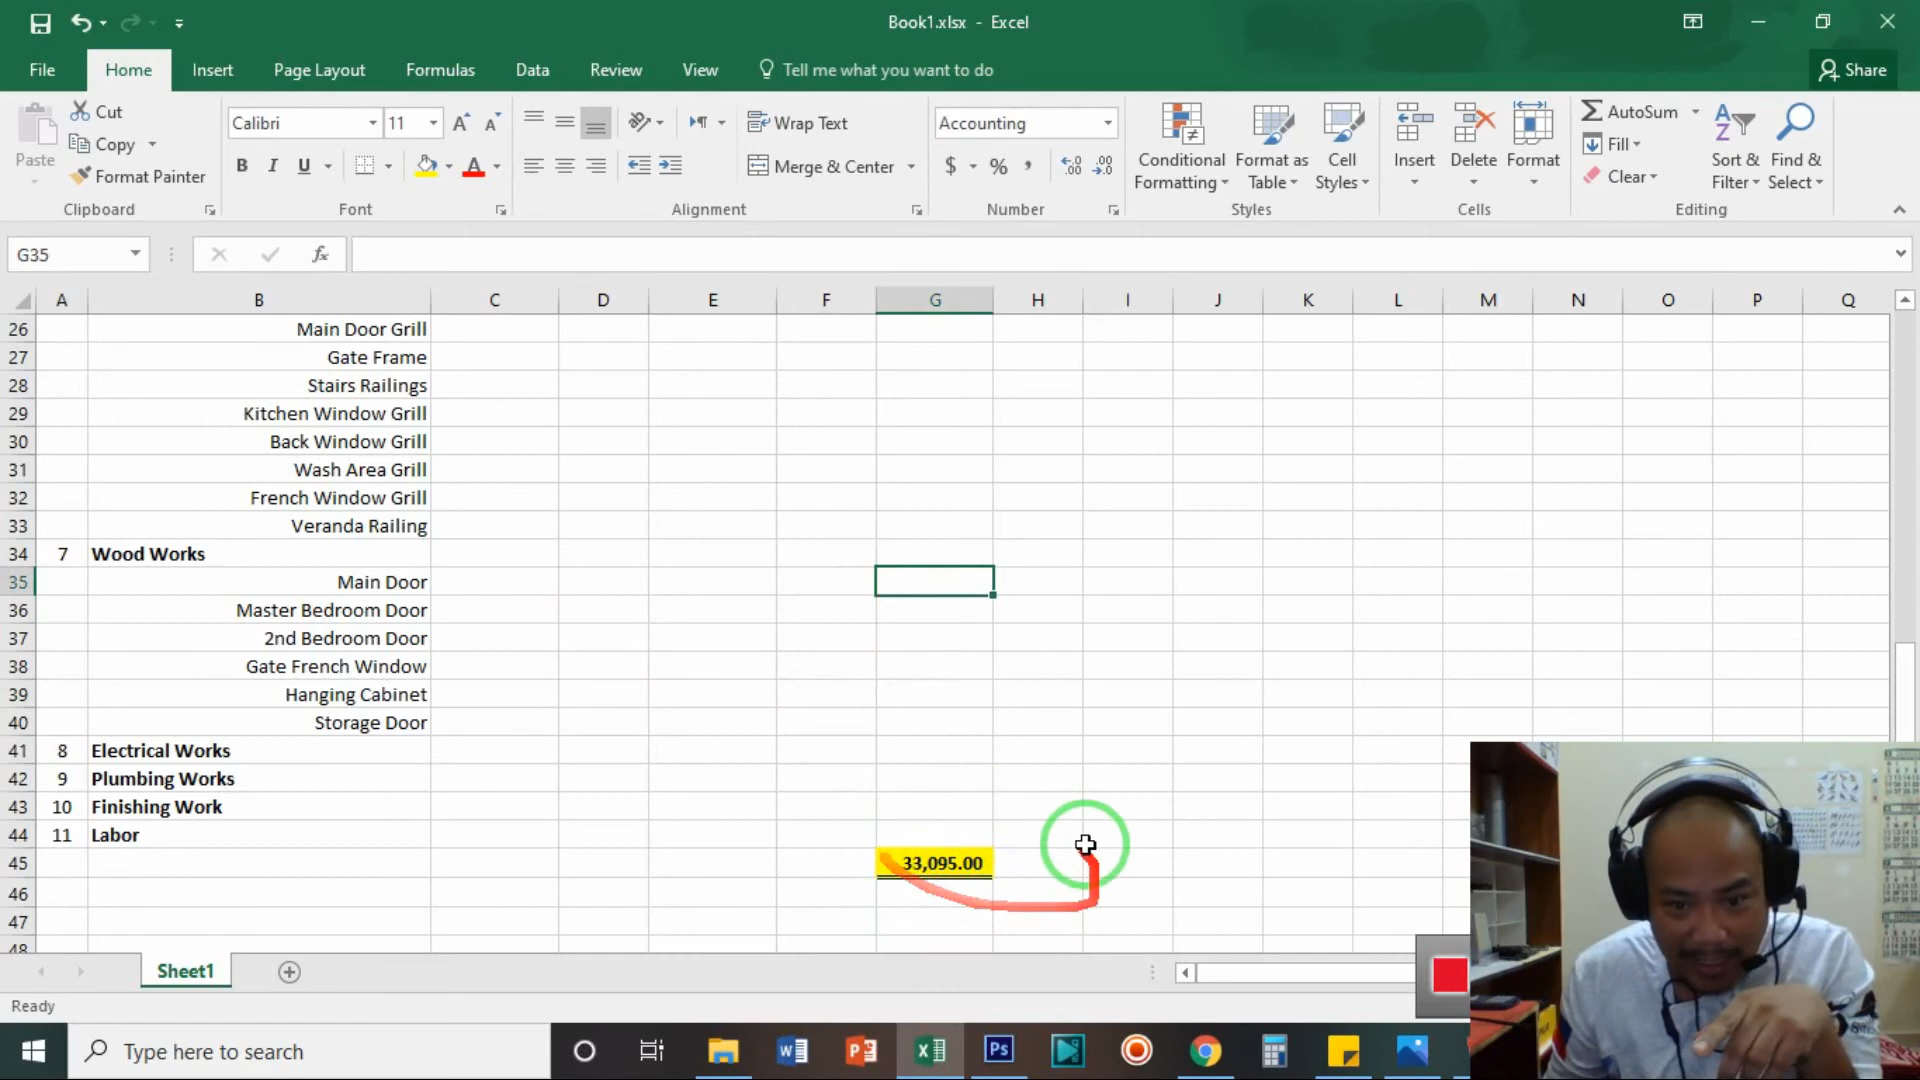 Book1.xlsx - Excel
File Home Insert Page Layout Formulas Data Review View Tell me what you want to do Share
Paste
Cut
Copy
Format Painter
Clipboard
Calibri 11
B I U A
Font
Wrap Text
Merge & Center
Alignment
Accounting
$ % ,
Number
Conditional Formatting
Format as Table
Cell Styles
Styles
Insert Delete Format
Cells
AutoSum
Fill
Clear
Sort & Filter
Find & Select
Editing
G35 fx
A B C D E F G H I J K L M N O P Q
26 Main Door Grill
27 Gate Frame
28 Stairs Railings
29 Kitchen Window Grill
30 Back Window Grill
31 Wash Area Grill
32 French Window Grill
33 Veranda Railing
34 7 Wood Works
35 Main Door
36 Master Bedroom Door
37 2nd Bedroom Door
38 Gate French Window
39 Hanging Cabinet
40 Storage Door
41 8 Electrical Works
42 9 Plumbing Works
43 10 Finishing Work
44 11 Labor
45 33,095.00
46
47
48
Sheet1
Ready
Type here to search
Ps